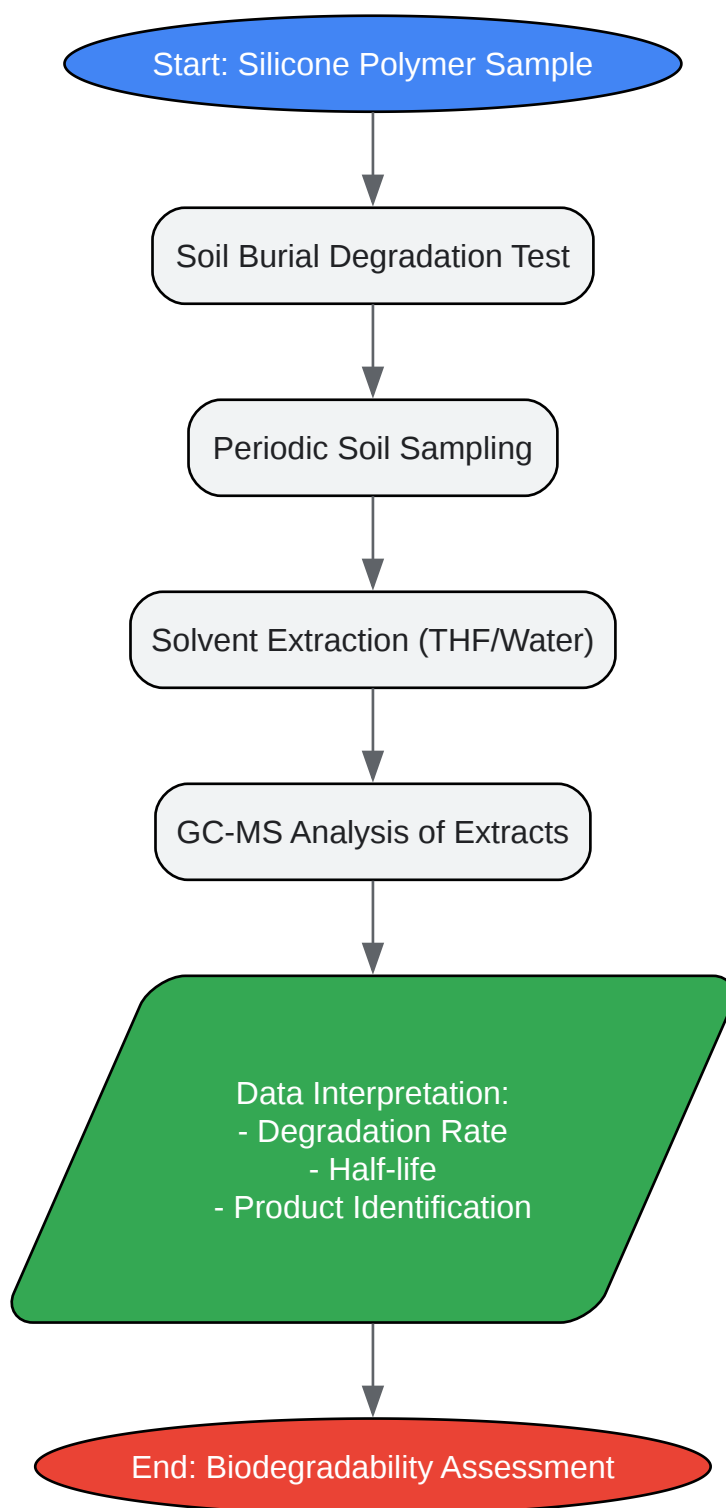 Start: Silicone Polymer Sample
Soil Burial Degradation Test
Periodic Soil Sampling
Solvent Extraction (THF/Water)
GC-MS Analysis of Extracts
Data Interpretation:
- Degradation Rate
- Half-life
- Product Identification
End: Biodegradability Assessment